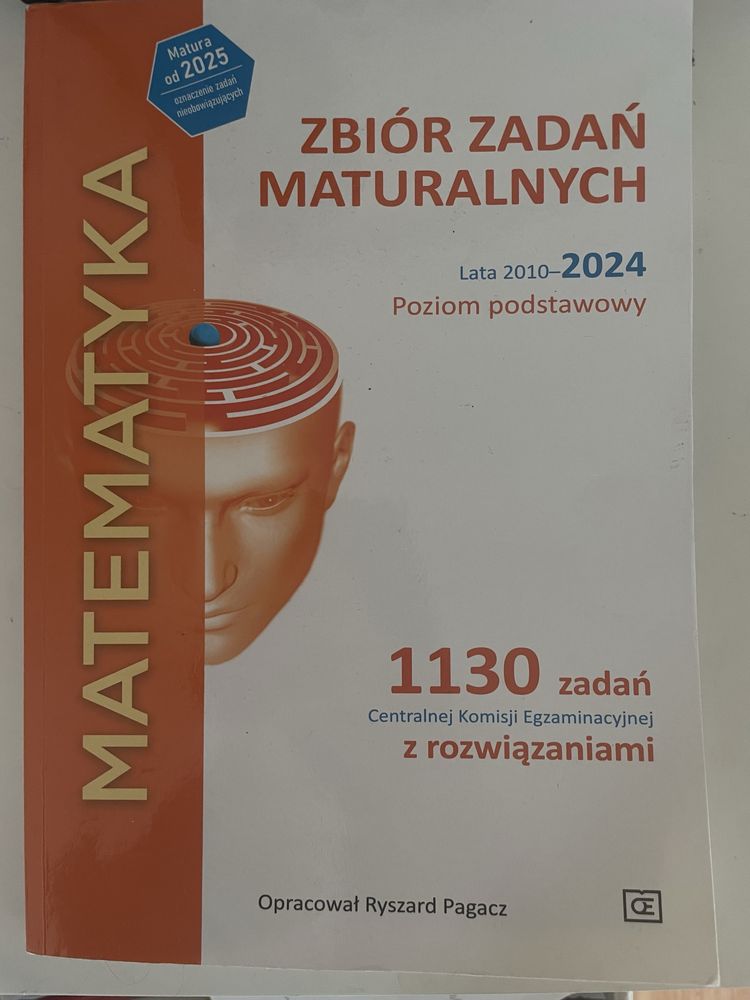 Matura
od 2025
oznaczenie zadań
nieobowiązujących
MATEMATYKA
ZBIÓR ZADAŃ
MATURALNYCH
Lata 2010–2024
Poziom podstawowy
1130 zadań
Centralnej Komisji Egzaminacyjnej
z rozwiązaniami
Opracował Ryszard Pagacz
OE